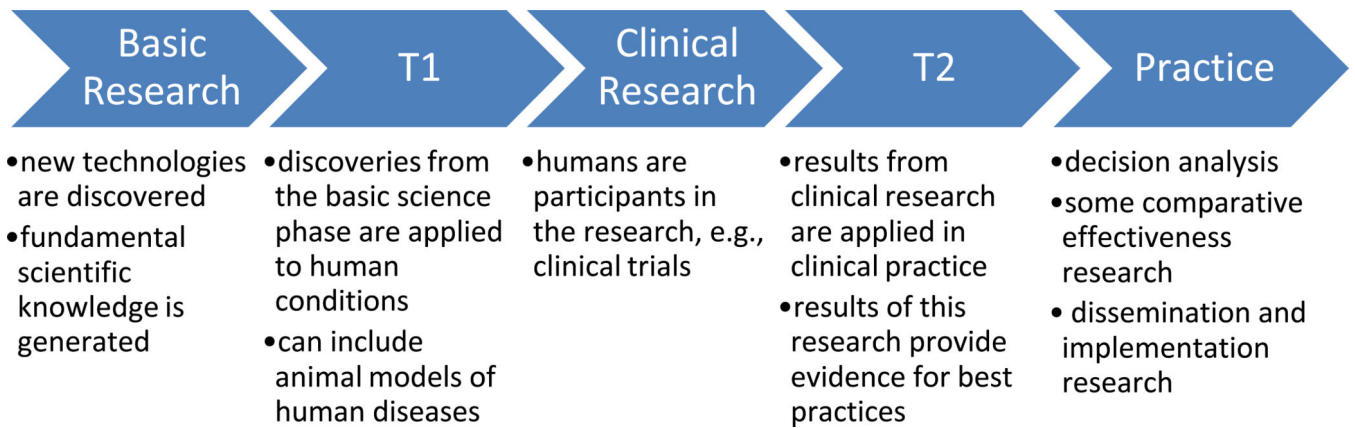 Basic
Research
T1
Clinical
Research
T2
Practice
•new technologies
are discovered
•fundamental
scientific
knowledge is
generated
•discoveries from
the basic science
phase are applied
to human
conditions
•can include
animal models of
human diseases
•humans are
participants in
the research, e.g.,
clinical trials
•results from
clinical research
are applied in
clinical practice
•results of this
research provide
evidence for best
practices
•decision analysis
•some comparative
effectiveness
research
• dissemination and
implementation
research